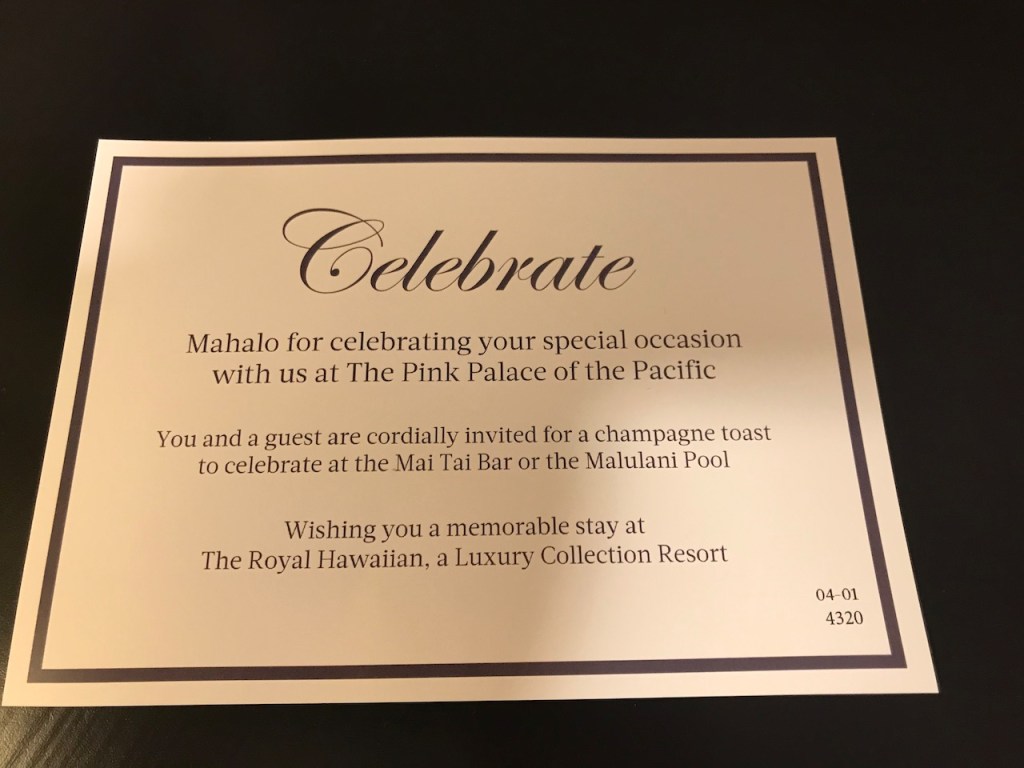 Celebrate
Mahalo for celebrating your special occasion
with us at The Pink Palace of the Pacific
You and a guest are cordially invited for a champagne toast
to celebrate at the Mai Tai Bar or the Malulani Pool
Wishing you a memorable stay at
The Royal Hawaiian, a Luxury Collection Resort
04-01
4320